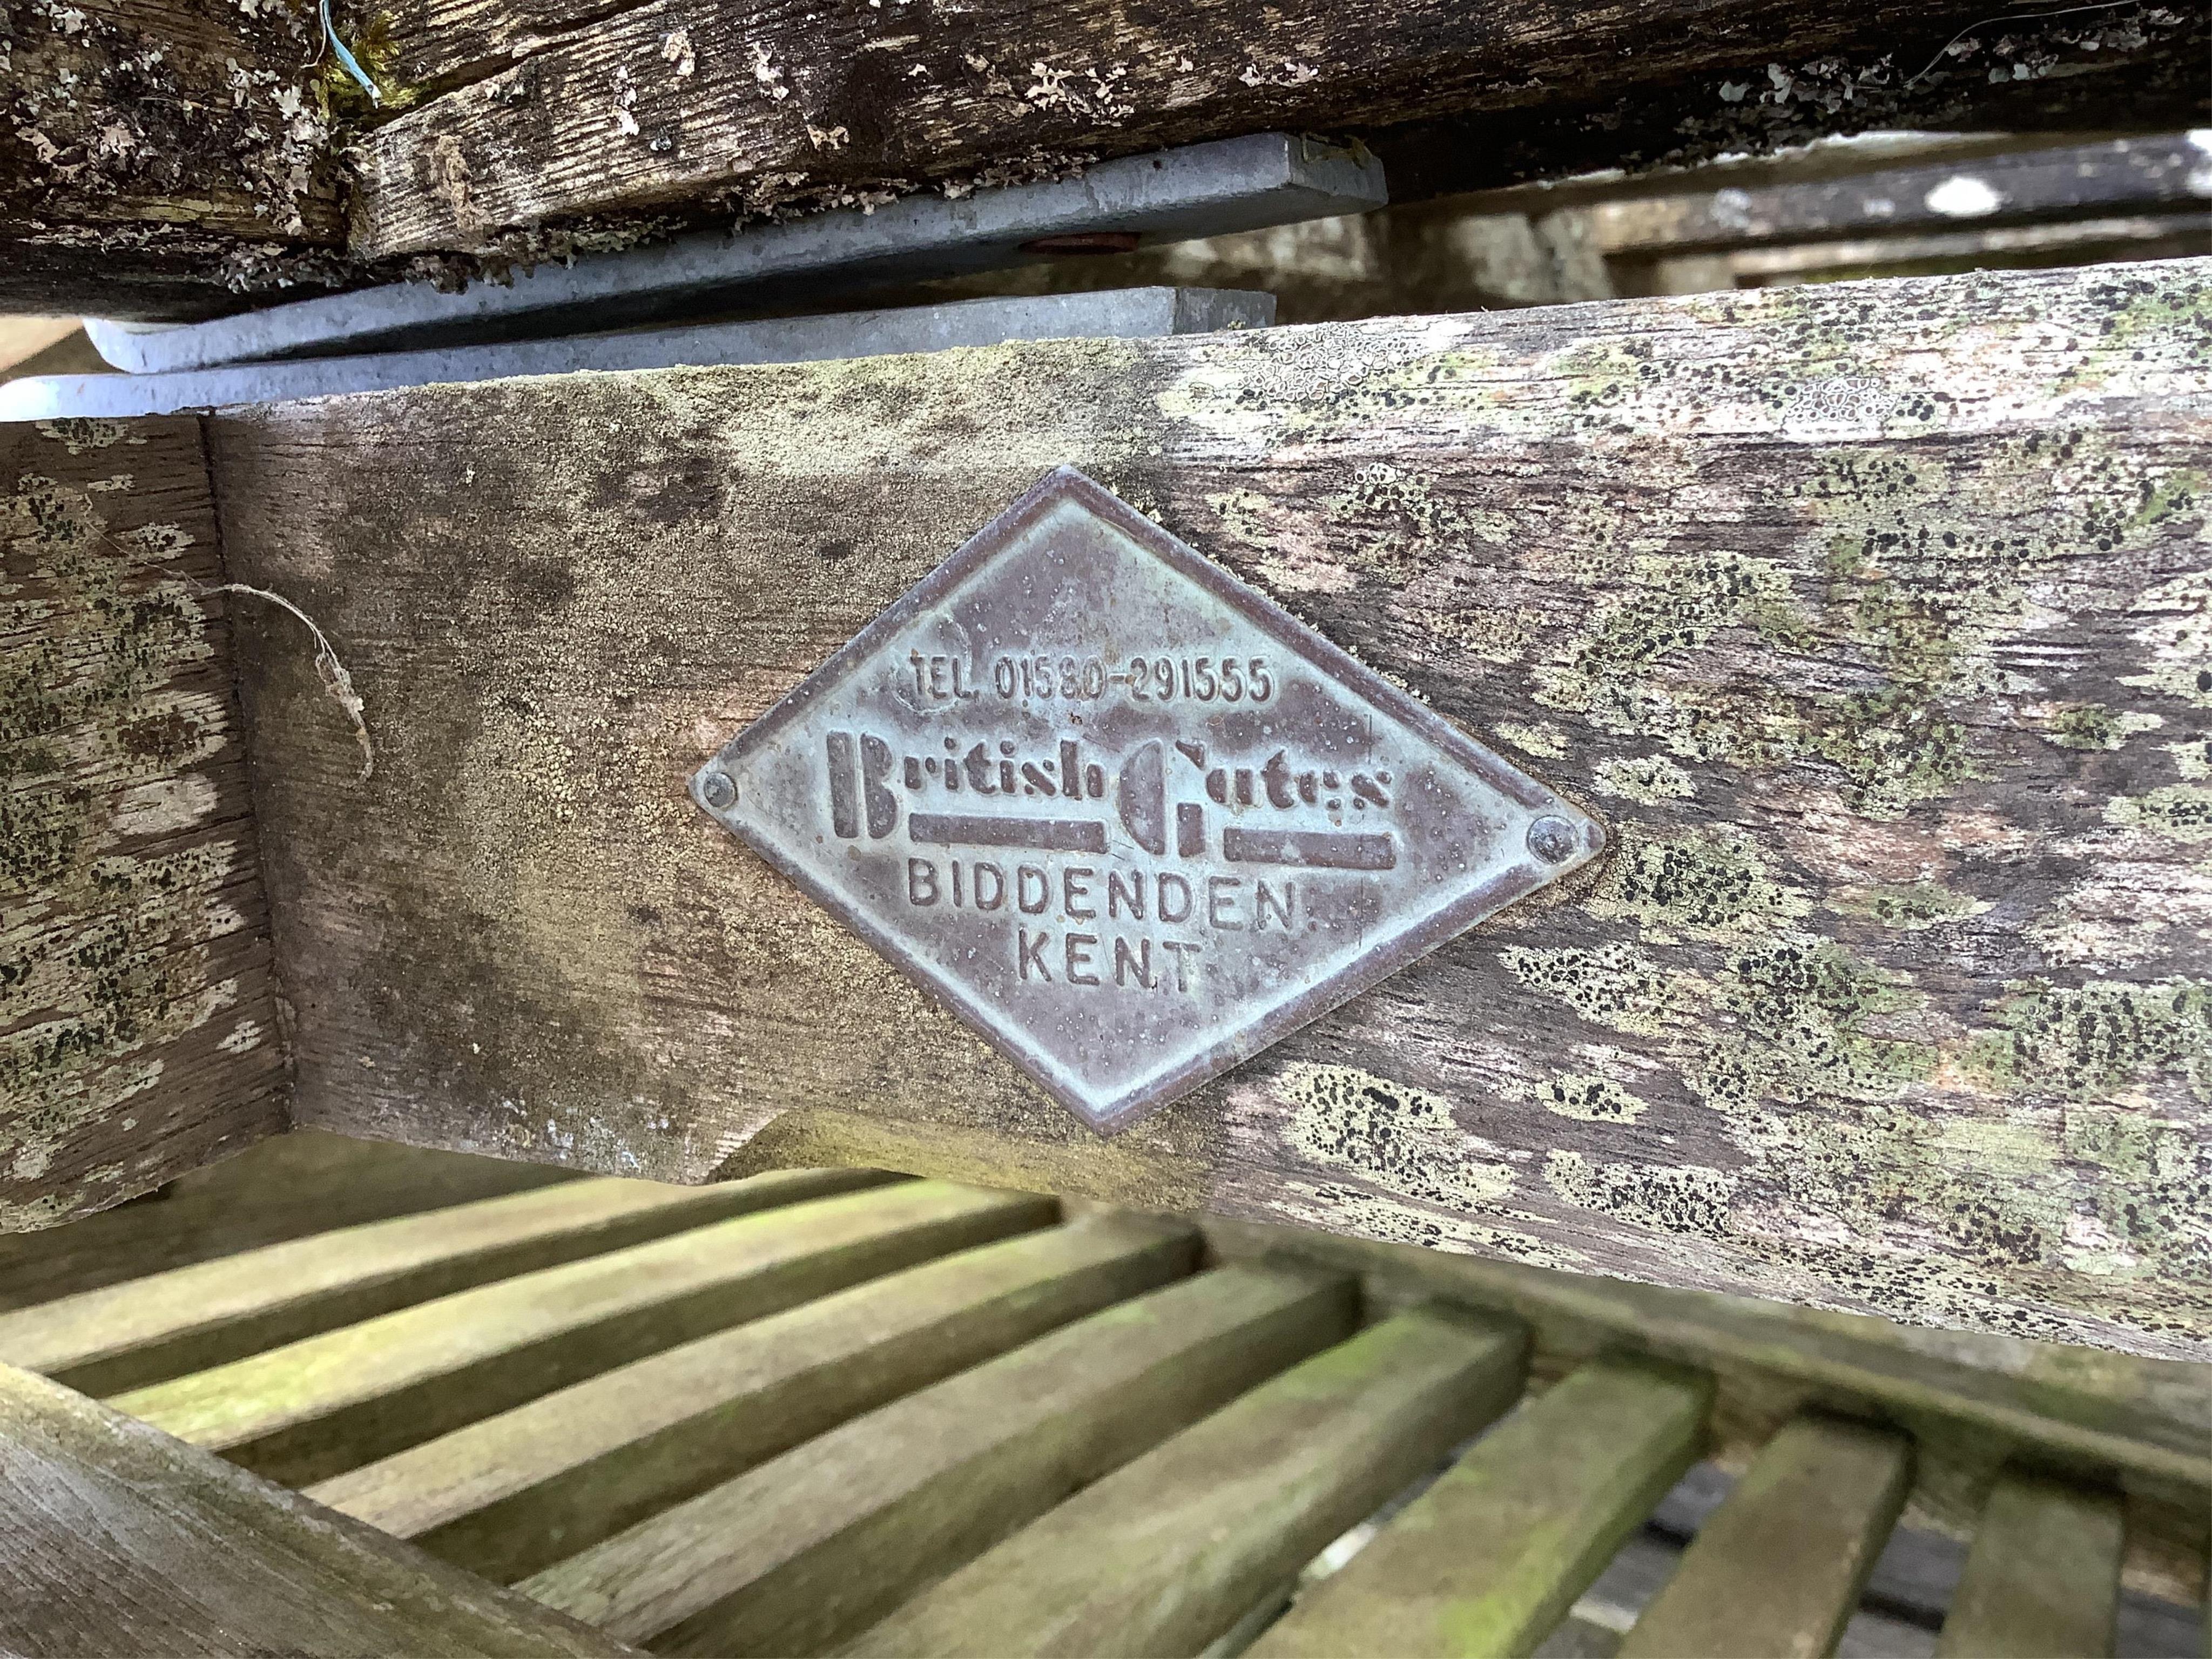 TEL. 01580-291555
British Gates
BIDDENDEN.
KENT